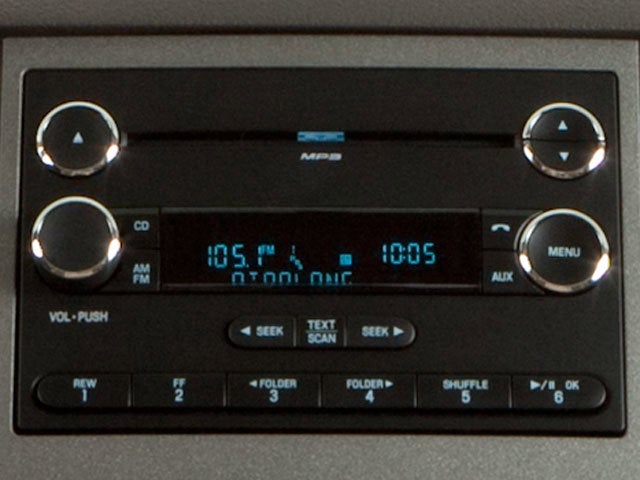 MP3
CD
AM
FM
105.1 FM 10:05
MENU
AUX
VOL•PUSH
◄ SEEK
TEXT
SCAN
SEEK ►
REW
1
FF
2
◄FOLDER
3
FOLDER►
4
SHUFFLE
5
►/II OK
6